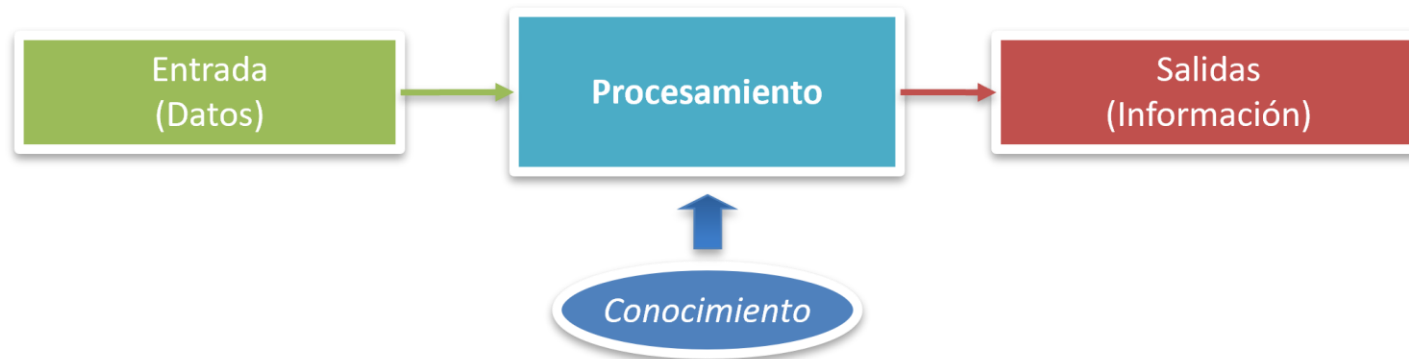 Entrada
(Datos)
Procesamiento
Salidas
(Información)
Conocimiento